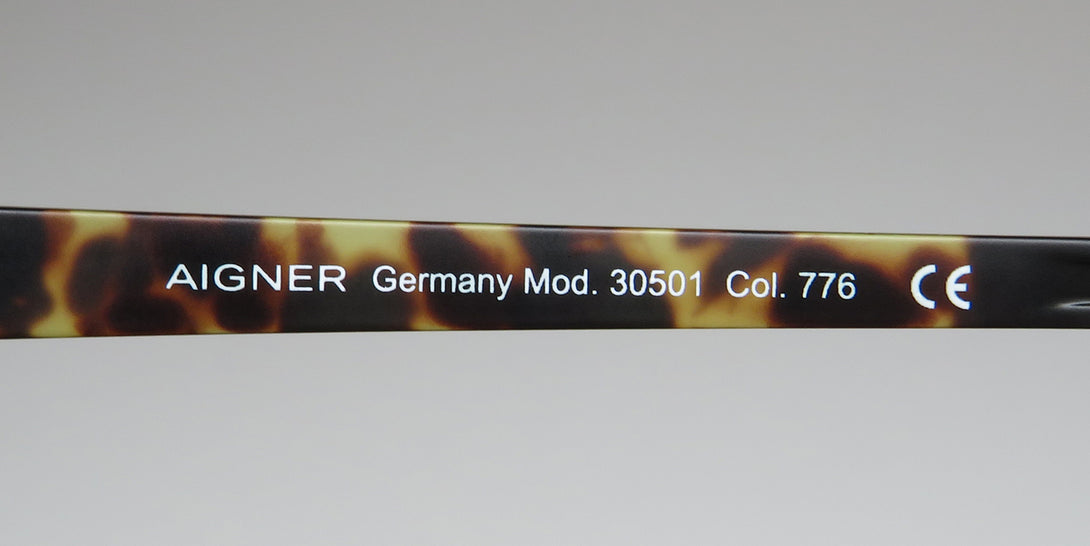 AIGNER Germany Mod. 30501 Col. 776 CE